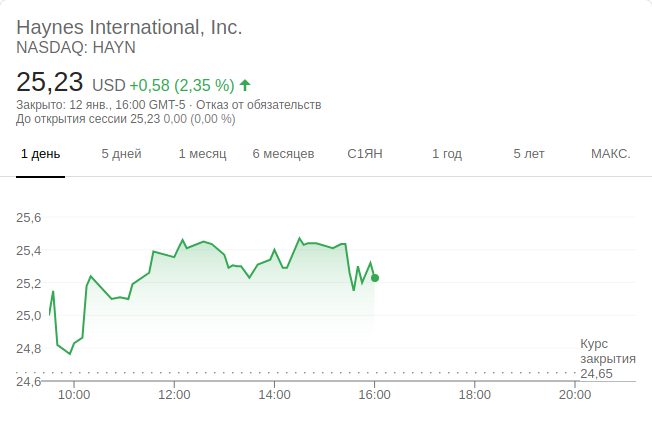 Haynes International, Inc.
NASDAQ: HAYN
25,23 USD +0,58 (2,35 %)
Закрыто: 12 янв., 16:00 GMT-5 · Отказ от обязательств
До открытия сессии 25,23 0,00 (0,00 %)
1 день 5 дней 1 месяц 6 месяцев С1ЯН 1 год 5 лет МАКС.
25,6
25,4
25,2
25,0
24,8
Курс
закрытия
24,65
24,6
10:00 12:00 14:00 16:00 18:00 20:00